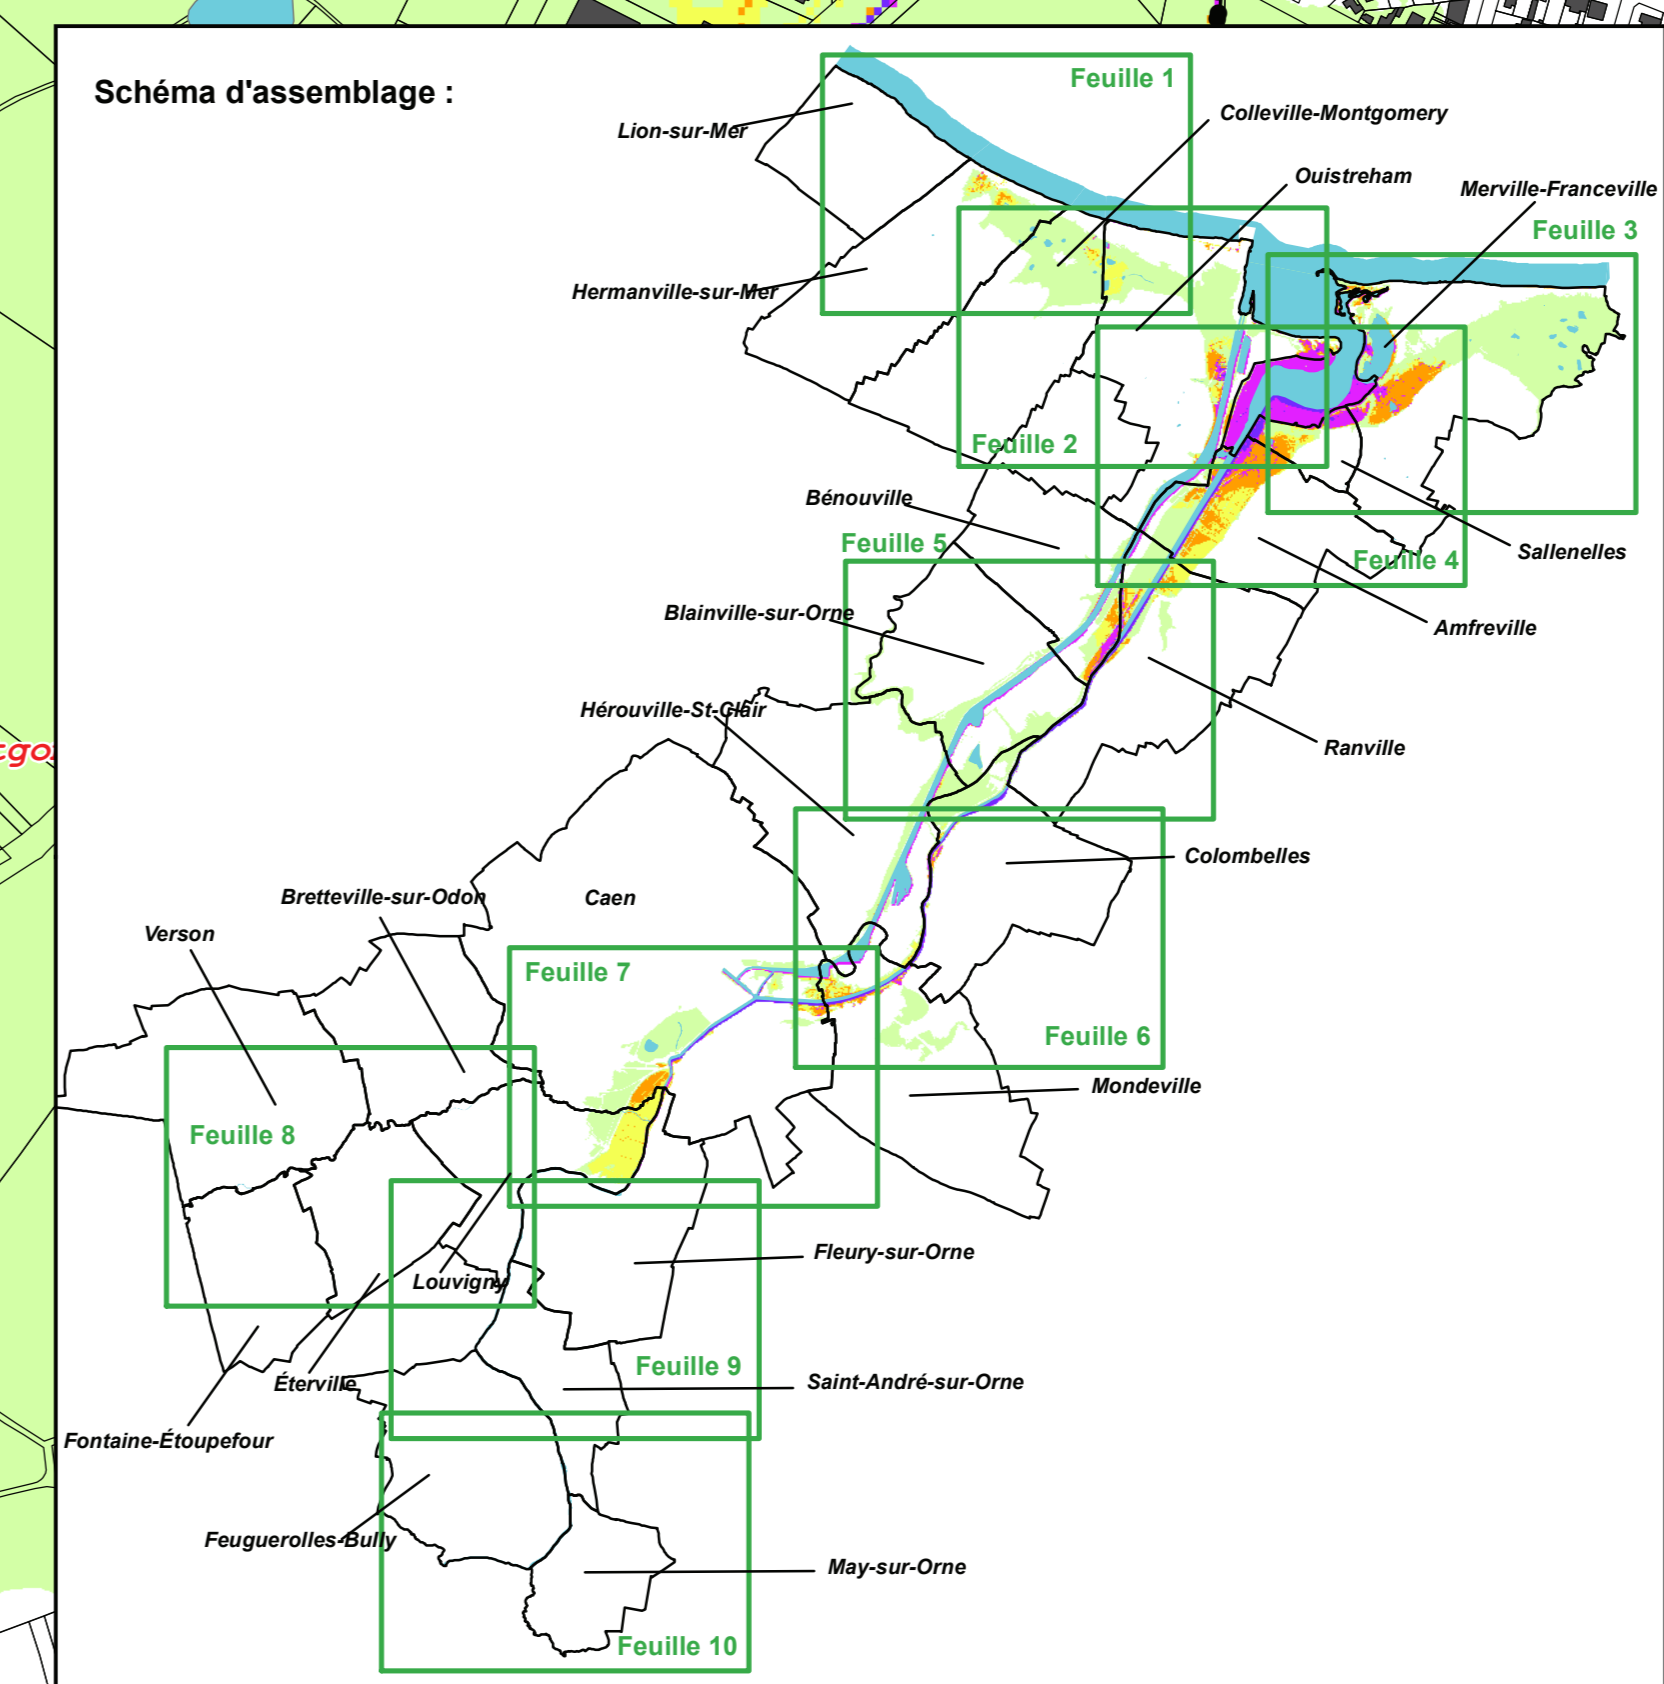 Schéma d'assemblage :
Feuille 1
Colleville-Montgomery
Lion-sur-Mer
Ouistreham
Merville-Franceville
Feuille 3
Hermanville-sur-Mer
Feuille 2
Bénouville
Feuille 5
Sallenelles
Feuille 4
Blainville-sur-Orne
Amfreville
Hérouville-St-Clair
Ranville
Colombelles
Bretteville-sur-Odon
Caen
Verson
Feuille 7
Feuille 6
Mondeville
Feuille 8
Fleury-sur-Orne
Louvigny
Feuille 9
Éterville
Saint-André-sur-Orne
Fontaine-Étoupefour
Feuguerolles-Bully
May-sur-Orne
Feuille 10